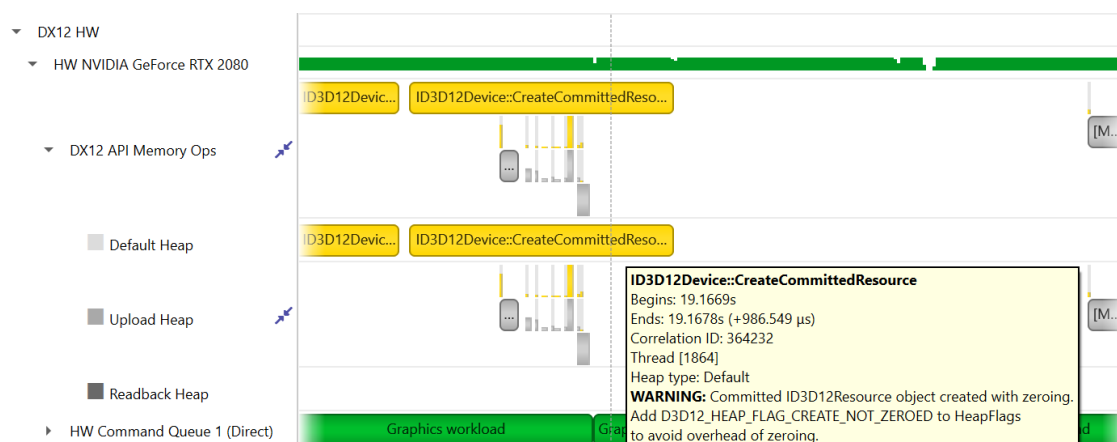 DX12 HW
HW NVIDIA GeForce RTX 2080
ID3D12Devic... ID3D12Device::CreateCommittedReso...
DX12 API Memory Ops
... [M...
Default Heap
ID3D12Devic... ID3D12Device::CreateCommittedReso...
Upload Heap
... [M...
ID3D12Device::CreateCommittedResource
Begins: 19.1669s
Ends: 19.1678s (+986.549 µs)
Correlation ID: 364232
Thread [1864]
Heap type: Default
WARNING: Committed ID3D12Resource object created with zeroing.
Add D3D12_HEAP_FLAG_CREATE_NOT_ZEROED to HeapFlags
to avoid overhead of zeroing.
Readback Heap
HW Command Queue 1 (Direct)
Graphics workload